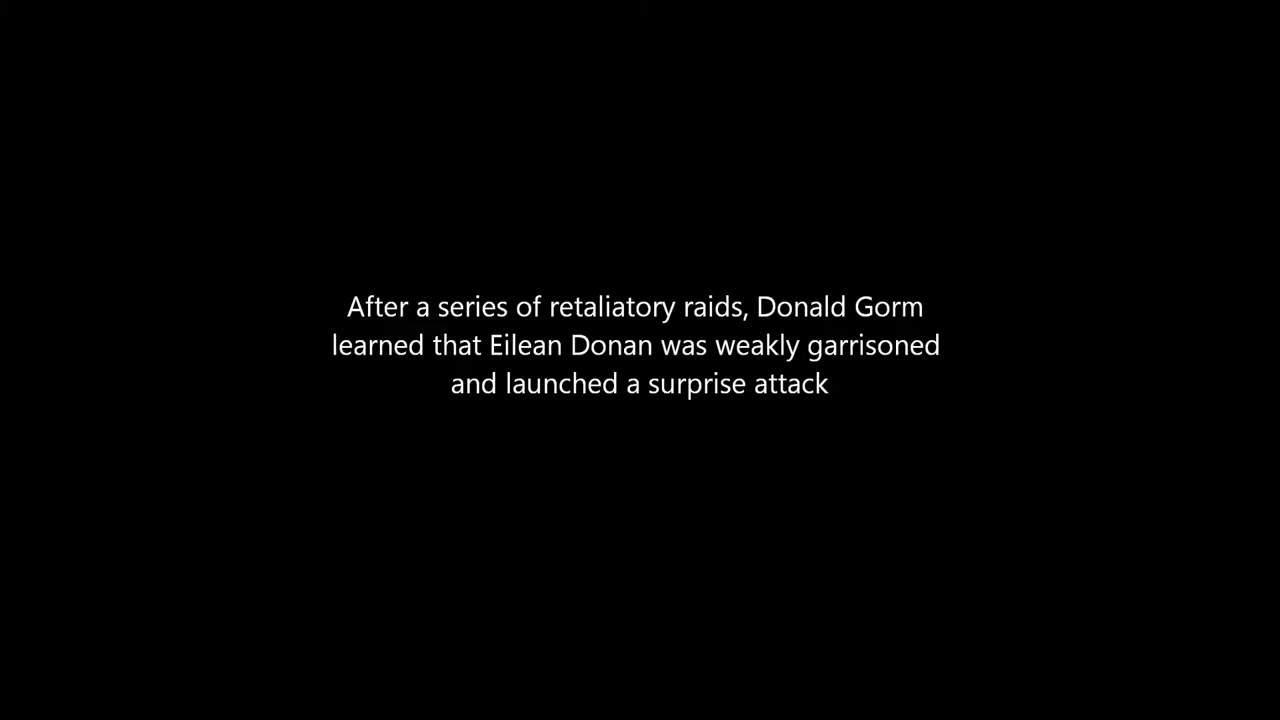 After a series of retaliatory raids, Donald Gorm
learned that Eilean Donan was weakly garrisoned
and launched a surprise attack